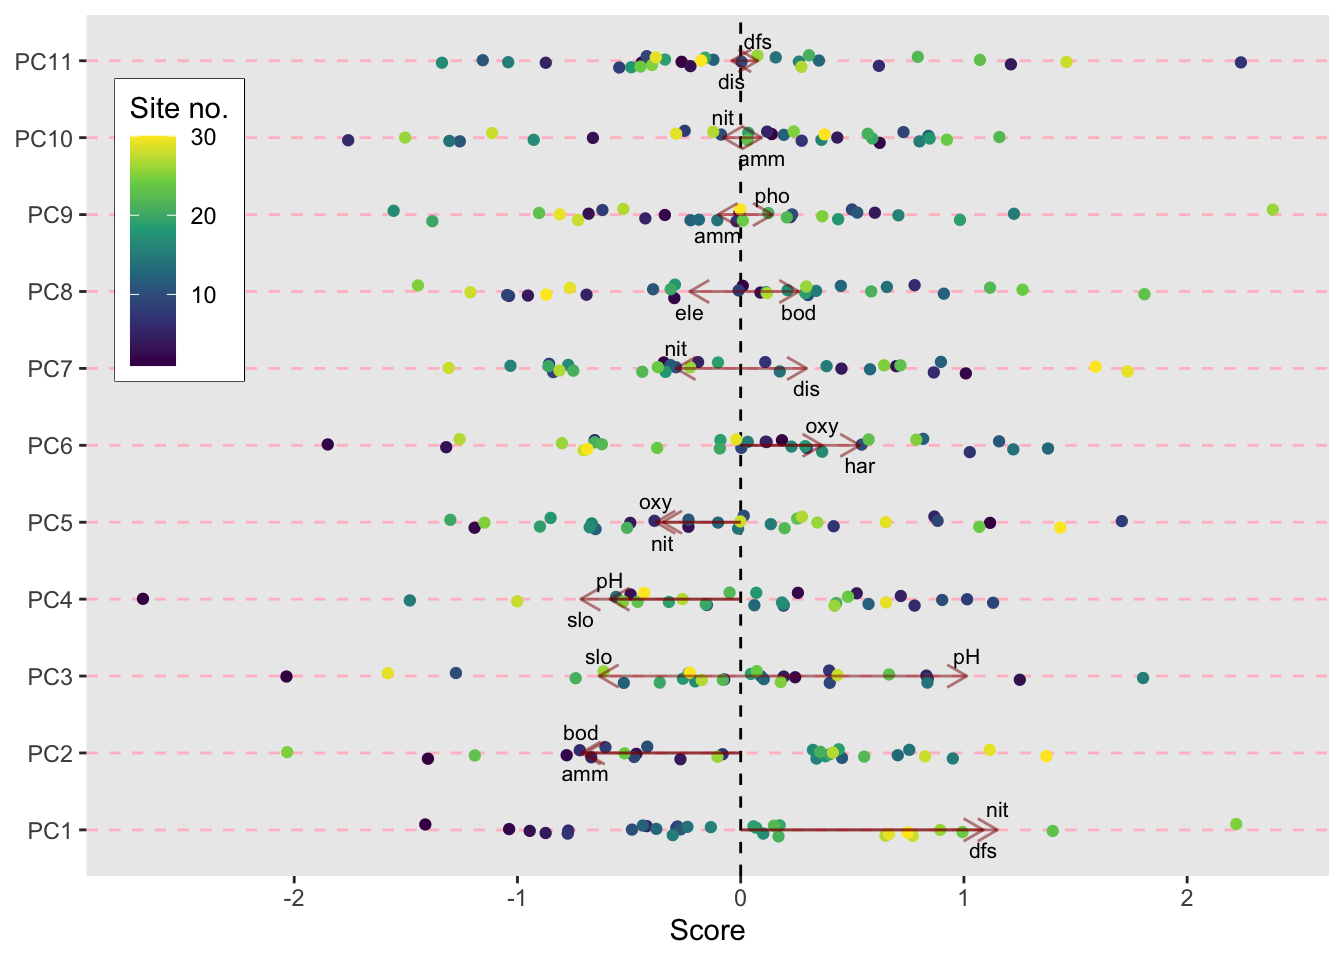 dfs
PC11
dis
Site no.
nit
30
PC10
amm
pho
20
PC9
amm
10
PC8
ele
bod
nit
PC7
dis
oxy
PC6
har
oxy
PC5
nit
pH
PC4
slo
slo
pH
PC3
bod
PC2
amm
nit
PC1
dfs
-2
-1
0
1
2
Score